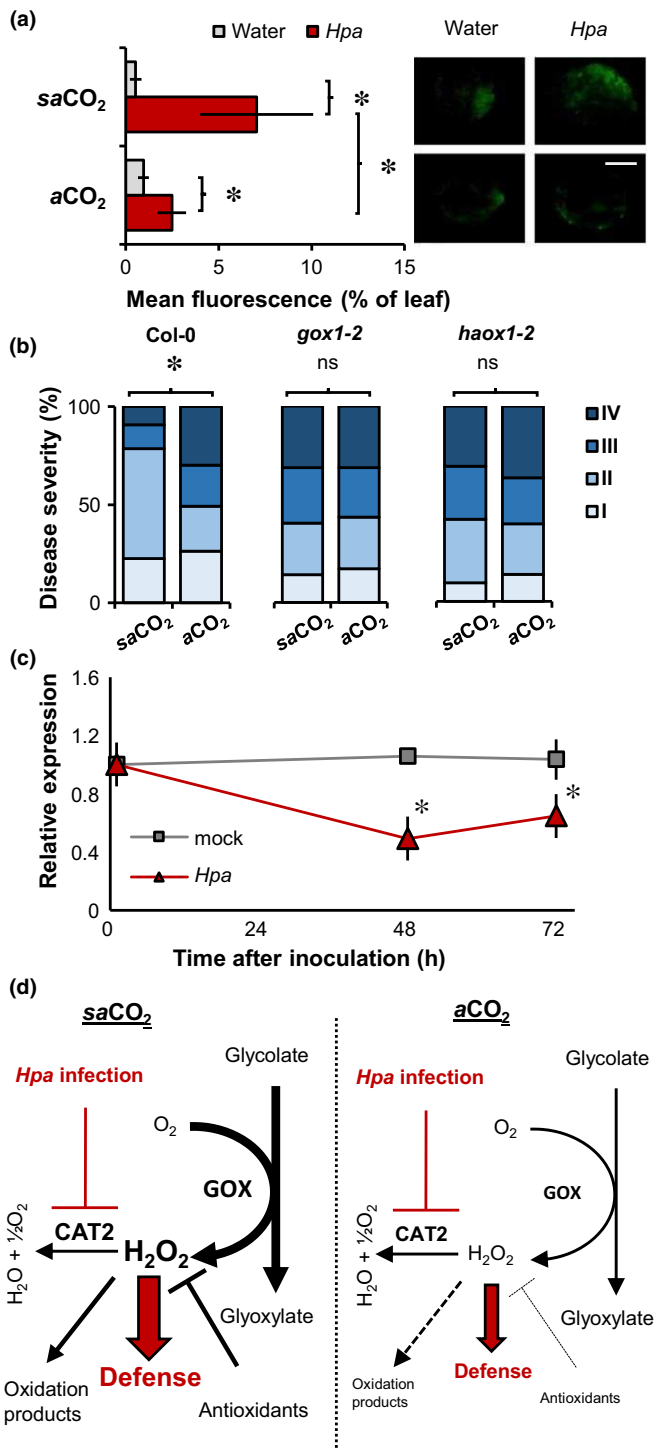 (a)
Water Hpa
Water Hpa
saCO₂
*
*
aCO₂
*
0 5 10 15
Mean fluorescence (% of leaf)
(b)
Col-0 gox1-2 haox1-2
* ns ns
Disease severity (%)
100
50
0
IV
III
II
I
saCO₂ aCO₂ saCO₂ aCO₂ saCO₂ aCO₂
(c)
Relative expression
1.6
1.2
0.8
0.4
0
*
*
mock
Hpa
0 24 48 72
Time after inoculation (h)
(d)
saCO₂
Hpa infection
Glycolate
O₂
GOX
CAT2
H₂O + ½O₂
H₂O₂
Glyoxylate
Defense
Oxidation
products
Antioxidants
aCO₂
Hpa infection
Glycolate
O₂
GOX
CAT2
H₂O + ½O₂
H₂O₂
Glyoxylate
Defense
Oxidation
products
Antioxidants